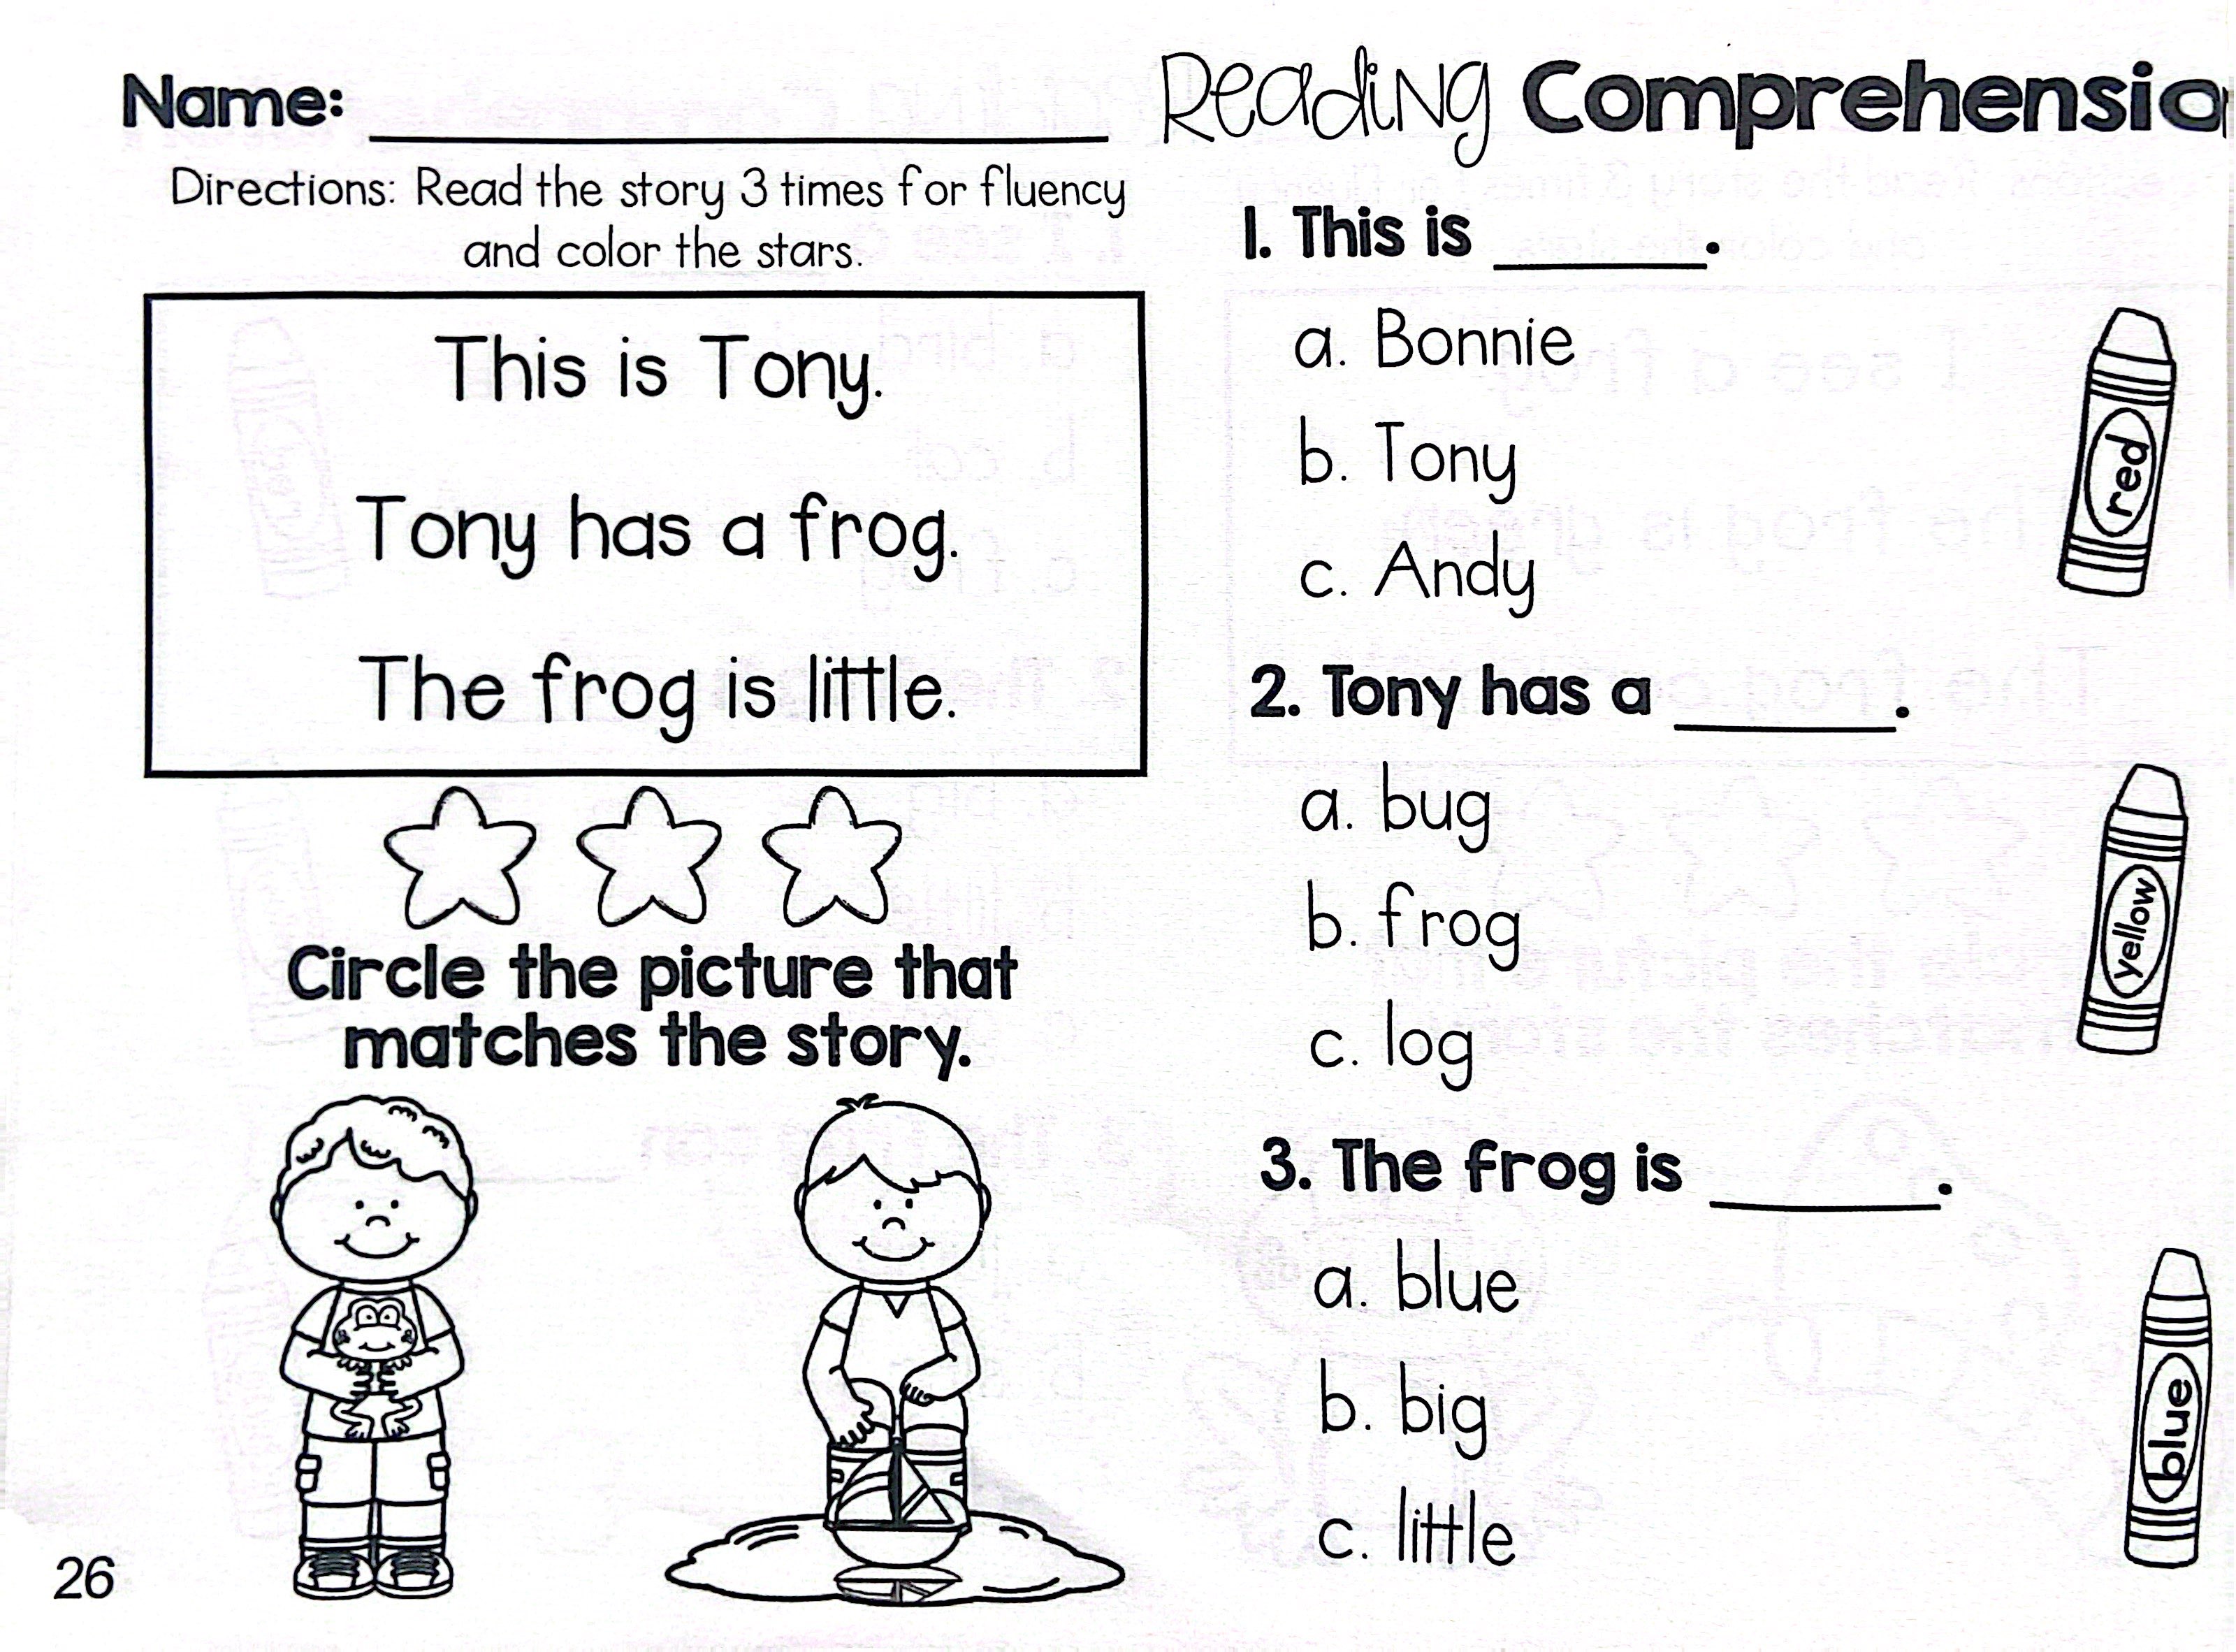 Name:
Directions: Read the story 3 times for fluency
and color the stars.
This is Tony.
Tony has a frog.
The frog is little.
Circle the picture that
matches the story.
26
Reading Comprehensio
1. This is ______.
a. Bonnie
b. Tony
c. Andy
red
2. Tony has a ______.
a. bug
b. frog
c. log
yellow
3. The frog is ______.
a. blue
b. big
c. little
blue